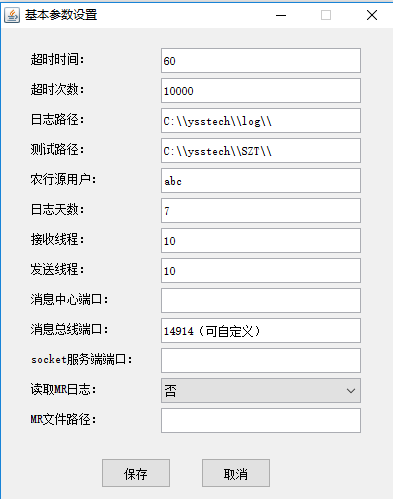 基本参数设置
超时时间： 60
超时次数： 10000
日志路径： C:\\ysstech\\log\\
测试路径： C:\\ysstech\\SZT\\
农行源用户： abc
日志天数： 7
接收线程： 10
发送线程： 10
消息中心端口：
消息总线端口： 14914（可自定义）
socket服务端端口：
读取MR日志： 否
MR文件路径：
保存 取消